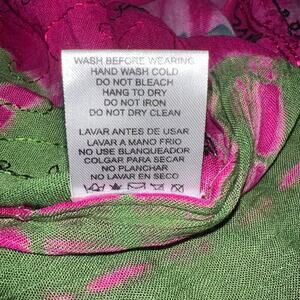 WASH BEFORE WEARING
HAND WASH COLD
DO NOT BLEACH
HANG TO DRY
DO NOT IRON
DO NOT DRY CLEAN
LAVAR ANTES DE USAR
LAVAR A MANO FRIO
NO USE BLANQUEADOR
COLGAR PARA SECAR
NO PLANCHAR
NO LAVAR EN SECO